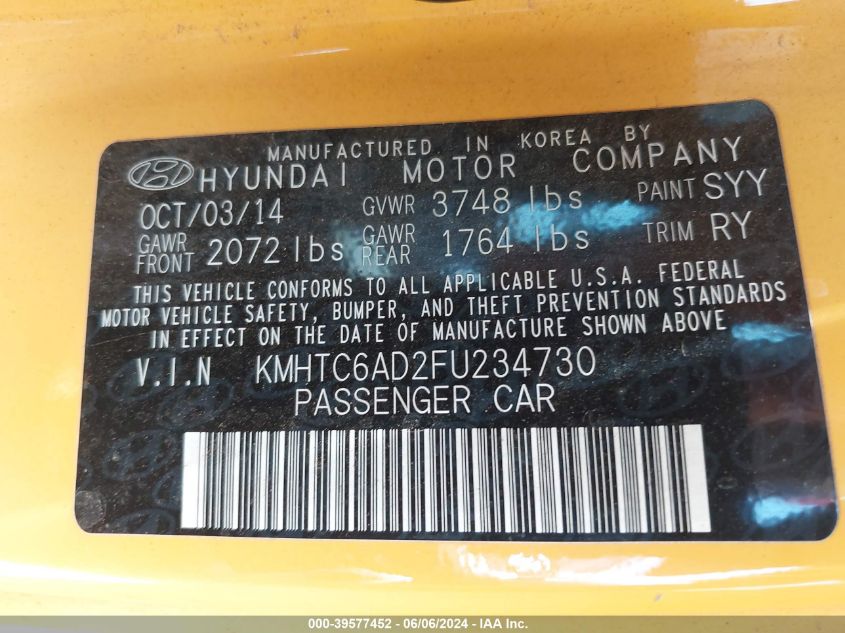 MANUFACTURED IN KOREA BY
HYUNDAI MOTOR COMPANY
OCT/03/14 GVWR 3748 lbs PAINT SYY
GAWR FRONT 2072 lbs GAWR REAR 1764 lbs TRIM RY
THIS VEHICLE CONFORMS TO ALL APPLICABLE U.S.A. FEDERAL
MOTOR VEHICLE SAFETY, BUMPER, AND THEFT PREVENTION STANDARDS
IN EFFECT ON THE DATE OF MANUFACTURE SHOWN ABOVE
V.I.N KMHTC6AD2FU234730
PASSENGER CAR
000-39577452 - 06/06/2024 - IAA Inc.